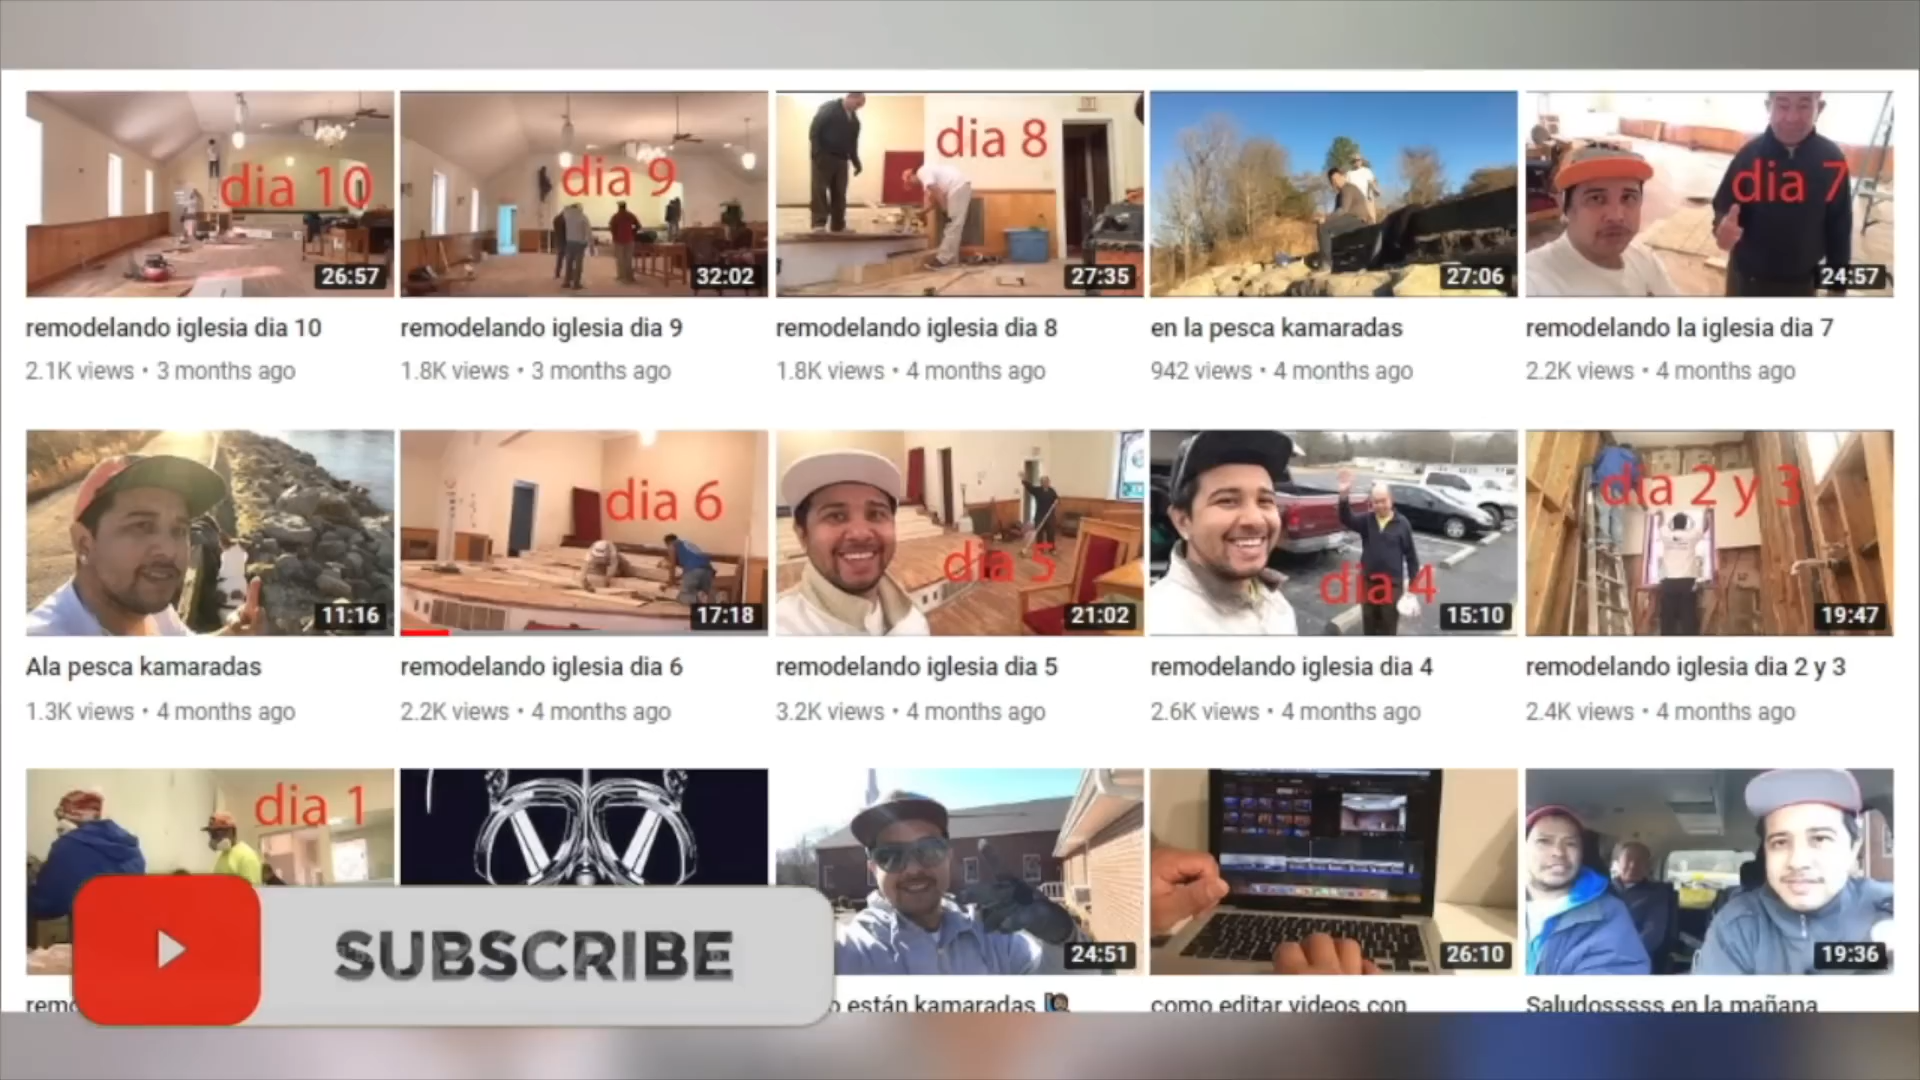 dia 10
26:57
dia 9
32:02
dia 8
27:35
27:06
dia 7
24:57
remodelando iglesia dia 10
2.1K views • 3 months ago
remodelando iglesia dia 9
1.8K views • 3 months ago
remodelando iglesia dia 8
1.8K views • 4 months ago
en la pesca kamaradas
942 views • 4 months ago
remodelando la iglesia dia 7
2.2K views • 4 months ago
11:16
dia 6
17:18
dia 5
21:02
dia 4
15:10
dia 2 y 3
19:47
Ala pesca kamaradas
1.3K views • 4 months ago
remodelando iglesia dia 6
2.2K views • 4 months ago
remodelando iglesia dia 5
3.2K views • 4 months ago
remodelando iglesia dia 4
2.6K views • 4 months ago
remodelando iglesia dia 2 y 3
2.4K views • 4 months ago
dia 1
24:51
26:10
19:36
SUBSCRIBE
están kamaradas
como editar videos con
Saludosssss en la mañana